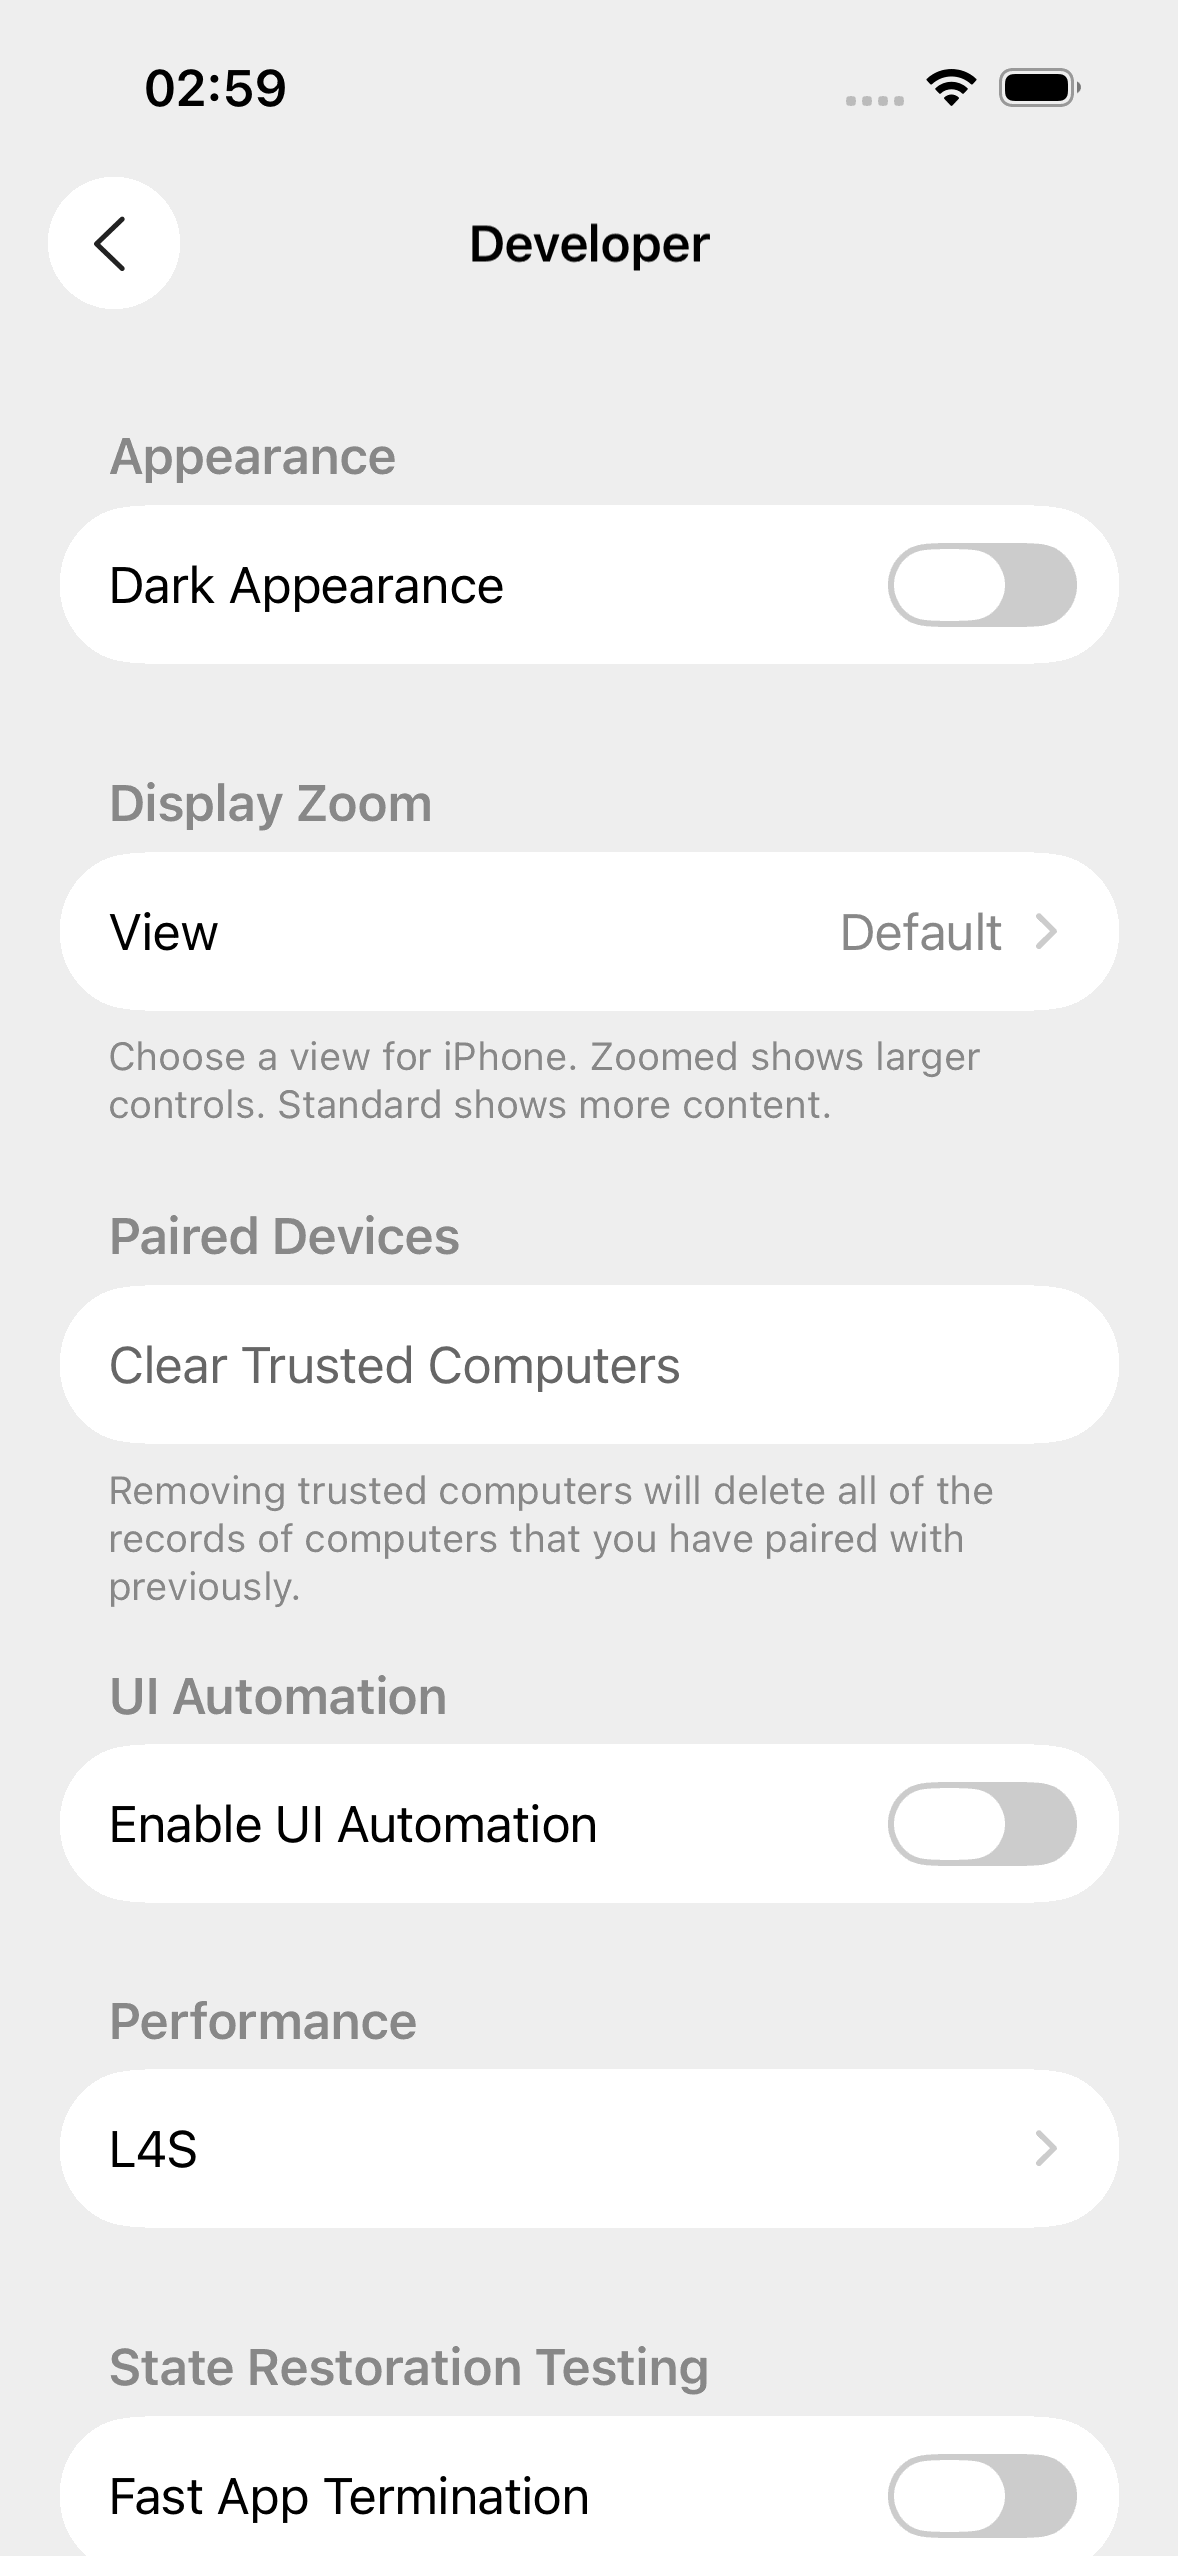 02:59
Developer
Appearance
Dark Appearance
Display Zoom
View Default
Choose a view for iPhone. Zoomed shows larger
controls. Standard shows more content.
Paired Devices
Clear Trusted Computers
Removing trusted computers will delete all of the
records of computers that you have paired with
previously.
UI Automation
Enable UI Automation
Performance
L4S
State Restoration Testing
Fast App Termination